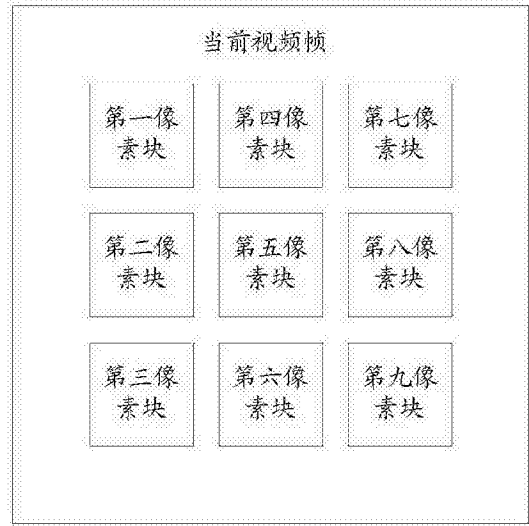 当前视频帧
第一像
素块
第四像
素块
第七像
素块
第二像
素块
第五像
素块
第八像
素块
第三像
素块
第六像
素块
第九像
素块